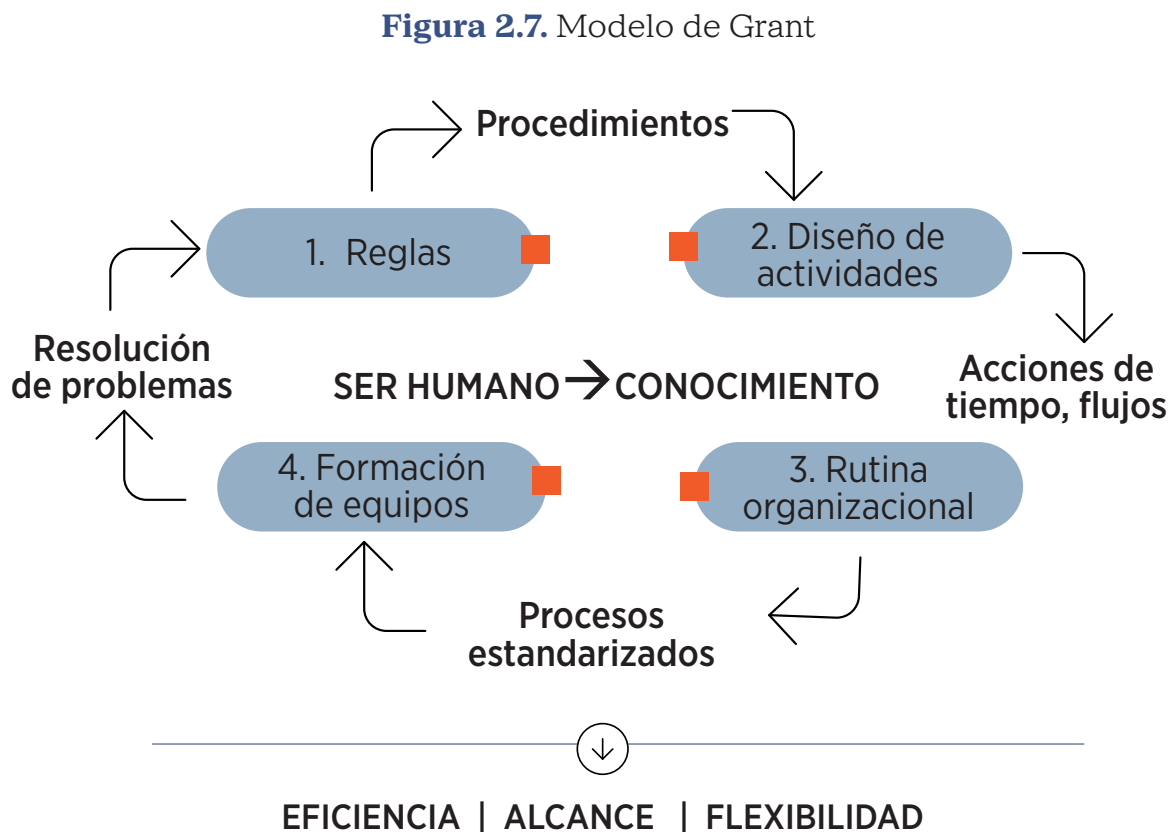 Figura 2.7. Modelo de Grant
Procedimientos
1. Reglas
2. Diseño de
actividades
Resolución
de problemas
SER HUMANO → CONOCIMIENTO
Acciones de
tiempo, flujos
4. Formación
de equipos
3. Rutina
organizacional
Procesos
estandarizados
EFICIENCIA | ALCANCE | FLEXIBILIDAD